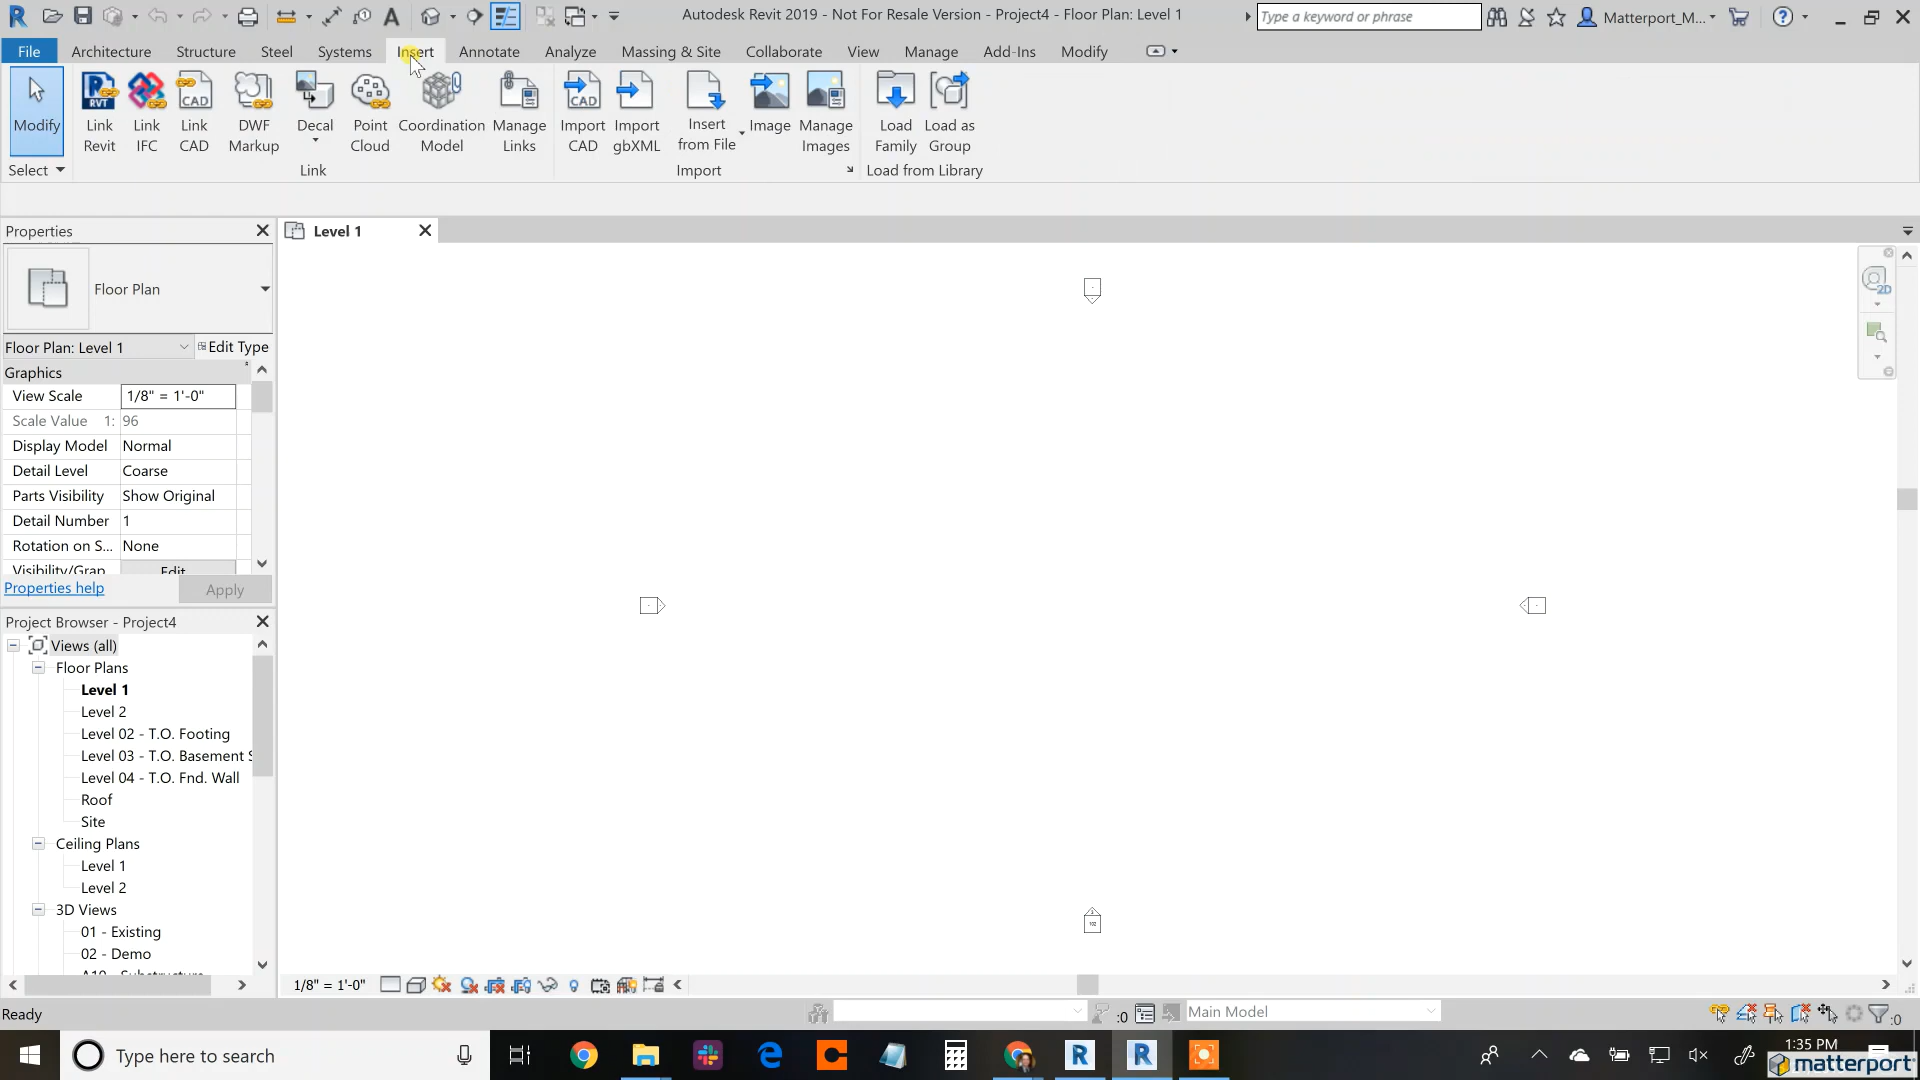 Autodesk Revit 2019 - Not For Resale Version - Project4 - Floor Plan: Level 1
Type a keyword or phrase
Matterport_M...
File Architecture Structure Steel Systems Insert Annotate Analyze Massing & Site Collaborate View Manage Add-Ins Modify
Modify
Link Revit
Link IFC
Link CAD
DWF Markup
Decal
Point Cloud
Coordination Model
Manage Links
Import CAD
Import gbXML
Insert from File
Image
Manage Images
Load Family
Load as Group
Select
Link
Import
Load from Library
Properties
Level 1
Floor Plan
Floor Plan: Level 1
Edit Type
Graphics
View Scale 1/8" = 1'-0"
Scale Value 1: 96
Display Model Normal
Detail Level Coarse
Parts Visibility Show Original
Detail Number 1
Rotation on S... None
Visibility/Grap Edit
Properties help
Apply
Project Browser - Project4
Views (all)
Floor Plans
Level 1
Level 2
Level 02 - T.O. Footing
Level 03 - T.O. Basement S
Level 04 - T.O. Fnd. Wall
Roof
Site
Ceiling Plans
Level 1
Level 2
3D Views
01 - Existing
02 - Demo
A10 - Substructure
1/8" = 1'-0"
Ready
:0
Main Model
:0
Type here to search
1:35 PM
matterport